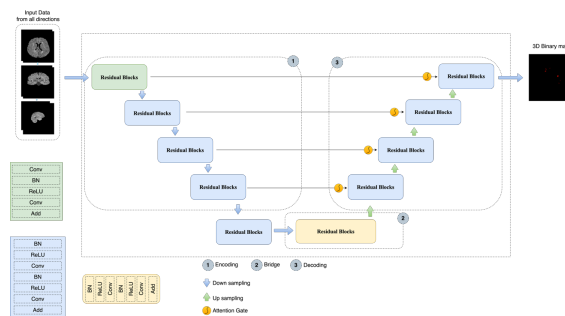 Input Data
from all directions
3D Binary ma
1
3
Residual Blocks
Residual Blocks
Residual Blocks
Residual Blocks
Residual Blocks
Residual Blocks
Residual Blocks
Residual Blocks
2
Residual Blocks
Residual Blocks
Conv
BN
ReLU
Conv
Add
BN
ReLU
Conv
BN
ReLU
Conv
Add
BN
ReLU
Conv
BN
ReLU
Conv
Add
1 Encoding
2 Bridge
3 Decoding
Down sampling
Up sampling
Attention Gate